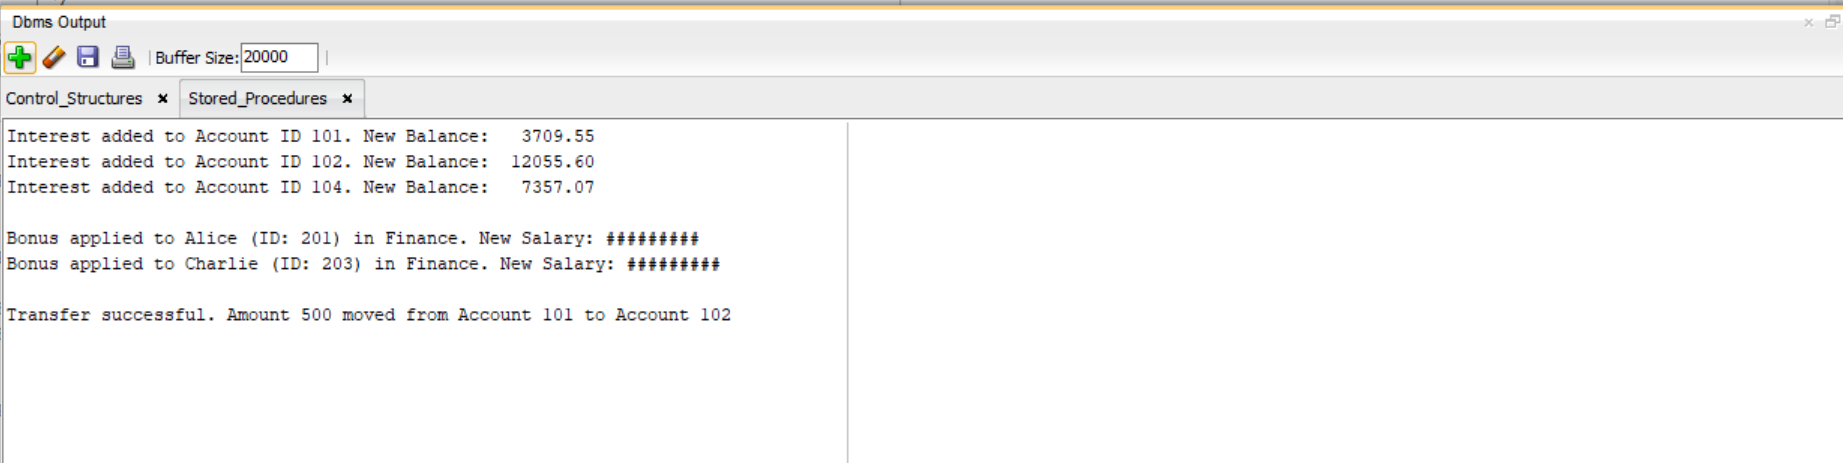 Dbms Output
Buffer Size: 20000
Control_Structures Stored_Procedures
Interest added to Account ID 101. New Balance:   3709.55
Interest added to Account ID 102. New Balance:  12055.60
Interest added to Account ID 104. New Balance:   7357.07
Bonus applied to Alice (ID: 201) in Finance. New Salary: #########
Bonus applied to Charlie (ID: 203) in Finance. New Salary: #########
Transfer successful. Amount 500 moved from Account 101 to Account 102